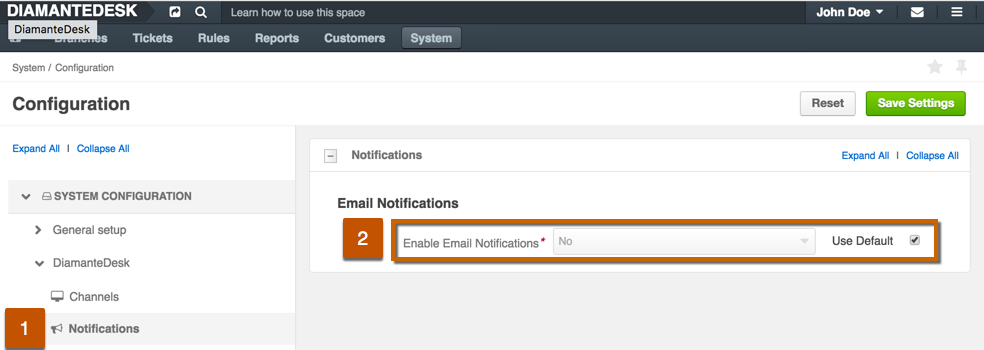 DIAMANTEDESK
Learn how to use this space
John Doe
DiamanteDesk
Tickets
Rules
Reports
Customers
System
System / Configuration
Configuration
Reset
Save Settings
Expand All | Collapse All
Notifications
Expand All | Collapse All
SYSTEM CONFIGURATION
Email Notifications
General setup
2
Enable Email Notifications*
No
Use Default
DiamanteDesk
Channels
1
Notifications